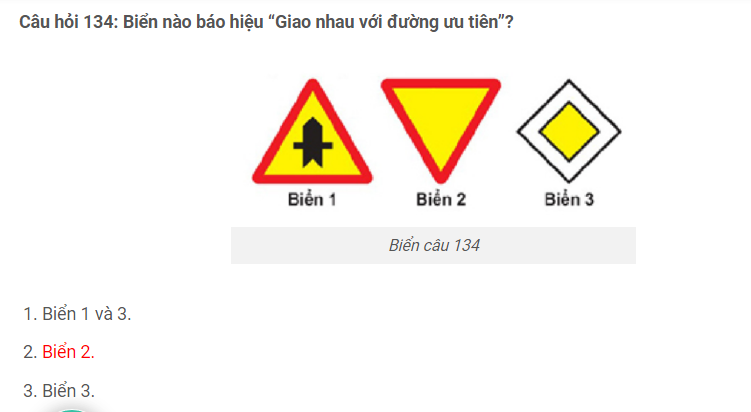 Câu hỏi 134: Biển nào báo hiệu “Giao nhau với đường ưu tiên”?
Biển 1 Biển 2 Biển 3
Biển câu 134
1. Biển 1 và 3.
2. Biển 2.
3. Biển 3.